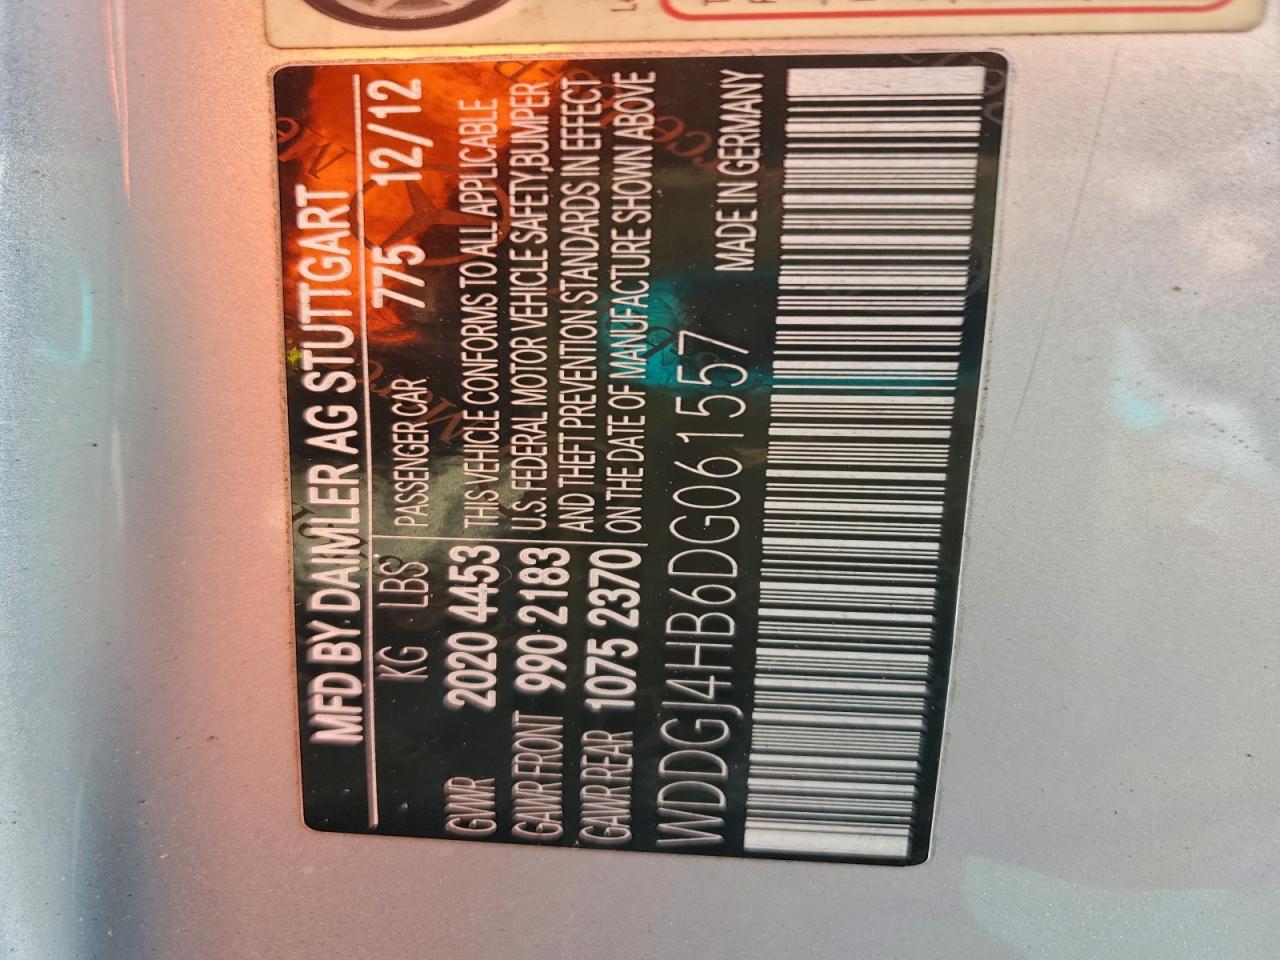 MFD BY DAIMLER AG STUTTGART
KG LBS PASSENGER CAR 775 12/12
GWR 2020 4453 THIS VEHICLE CONFORMS TO ALL APPLICABLE
GAWR FRONT 990 2183 U.S. FEDERAL MOTOR VEHICLE SAFETY,BUMPER
AND THEFT PREVENTION STANDARDS IN EFFECT
GAWR REAR 1075 2370 ON THE DATE OF MANUFACTURE SHOWN ABOVE
WDDGJ4HB6DG061557 MADE IN GERMANY